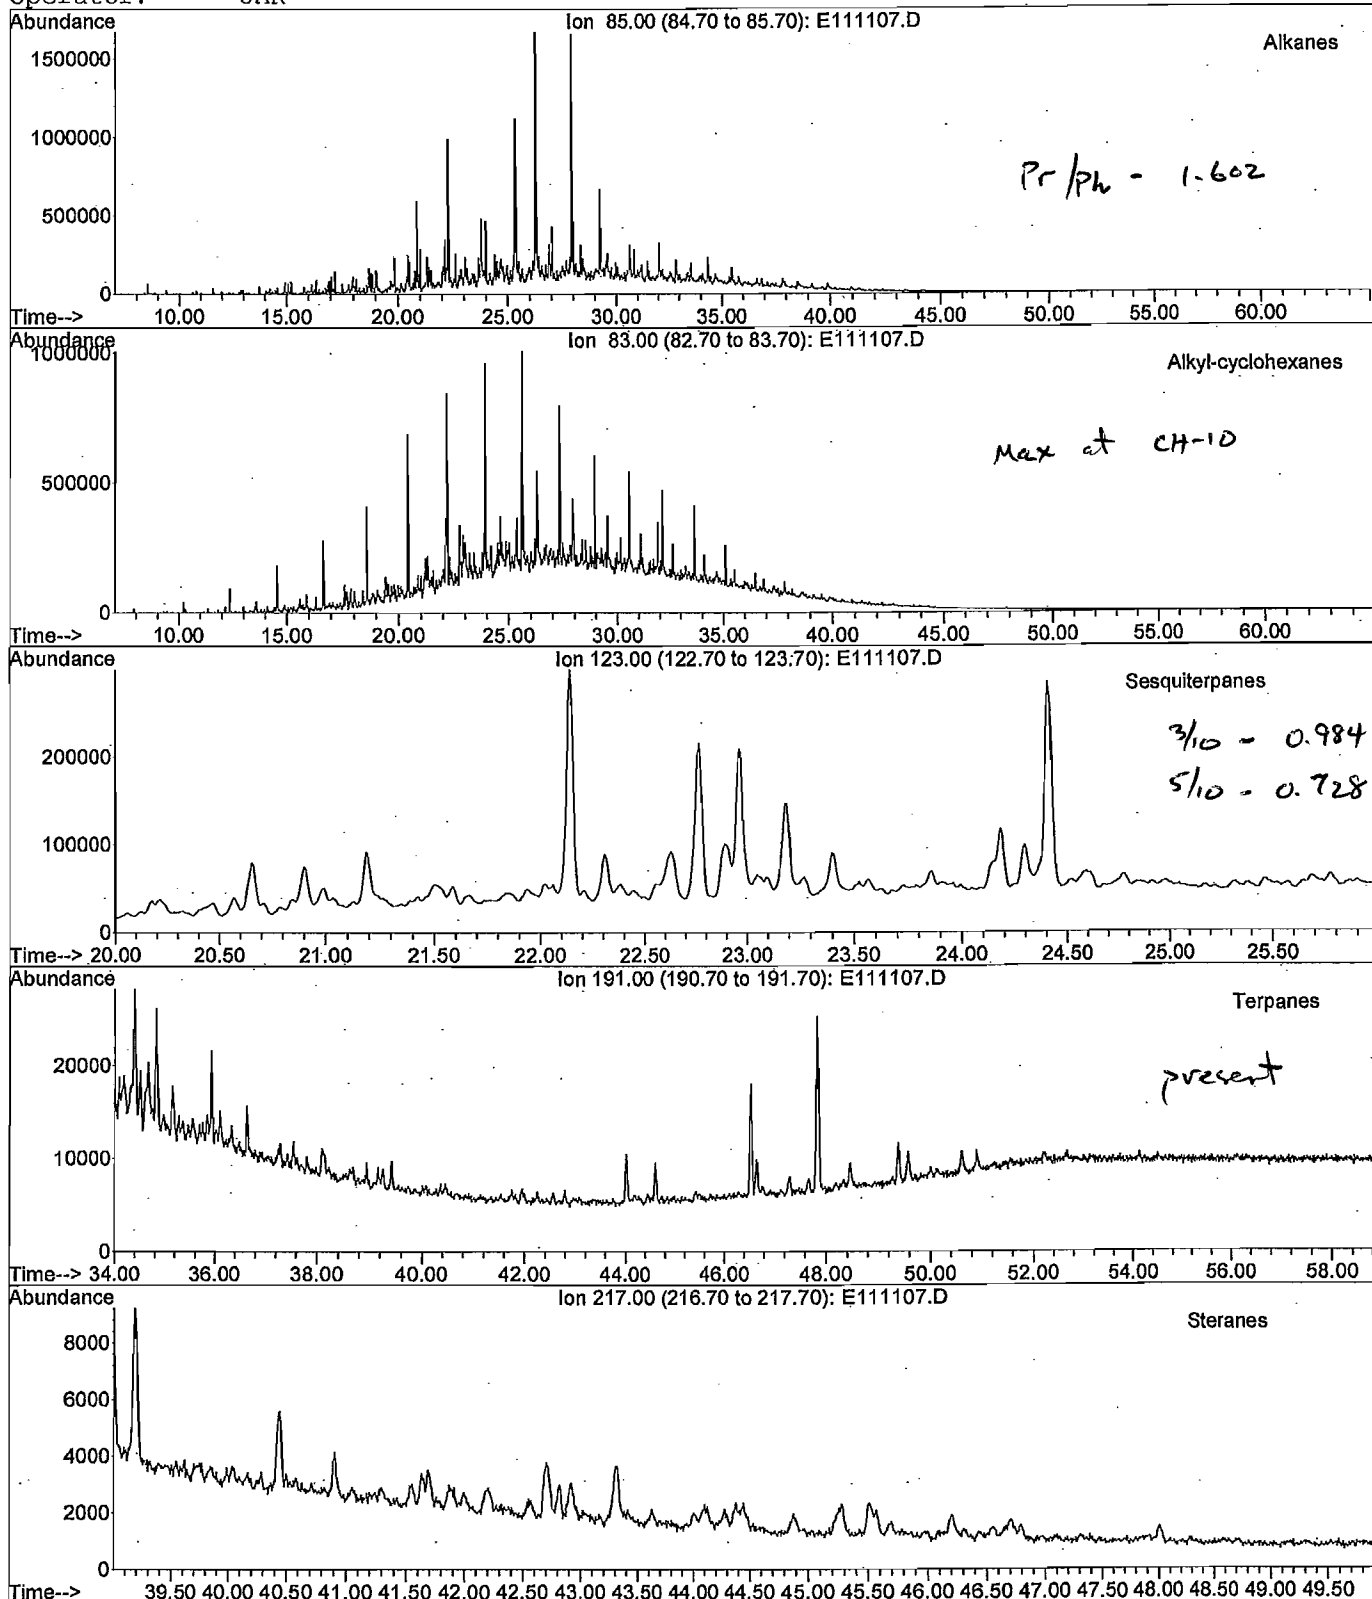 Abundance Ion 85.00 (84.70 to 85.70): E111107.D
Alkanes
1500000
1000000
500000
0
Pr/ph - 1.602
Time--> 10.00 15.00 20.00 25.00 30.00 35.00 40.00 45.00 50.00 55.00 60.00
Abundance Ion 83.00 (82.70 to 83.70): E111107.D
1000000
Alkyl-cyclohexanes
Max at CH-10
500000
0
Time--> 10.00 15.00 20.00 25.00 30.00 35.00 40.00 45.00 50.00 55.00 60.00
Abundance Ion 123.00 (122.70 to 123.70): E111107.D
Sesquiterpanes
3/10 - 0.984
200000
5/10 - 0.728
100000
0
Time--> 20.00 20.50 21.00 21.50 22.00 22.50 23.00 23.50 24.00 24.50 25.00 25.50
Abundance Ion 191.00 (190.70 to 191.70): E111107.D
Terpanes
20000
present
10000
0
Time--> 34.00 36.00 38.00 40.00 42.00 44.00 46.00 48.00 50.00 52.00 54.00 56.00 58.00
Abundance Ion 217.00 (216.70 to 217.70): E111107.D
Steranes
8000
6000
4000
2000
0
Time--> 39.50 40.00 40.50 41.00 41.50 42.00 42.50 43.00 43.50 44.00 44.50 45.00 45.50 46.00 46.50 47.00 47.50 48.00 48.50 49.00 49.50